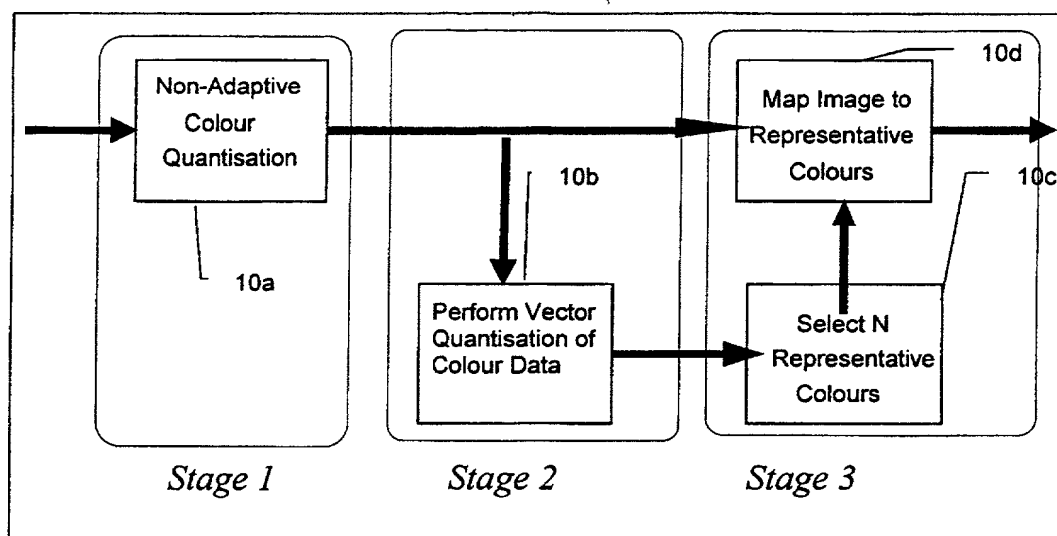 Non-Adaptive
Colour
Quantisation
10a
10b
Perform Vector
Quantisation of
Colour Data
10d
Map Image to
Representative
Colours
10c
Select N
Representative
Colours
Stage 1
Stage 2
Stage 3